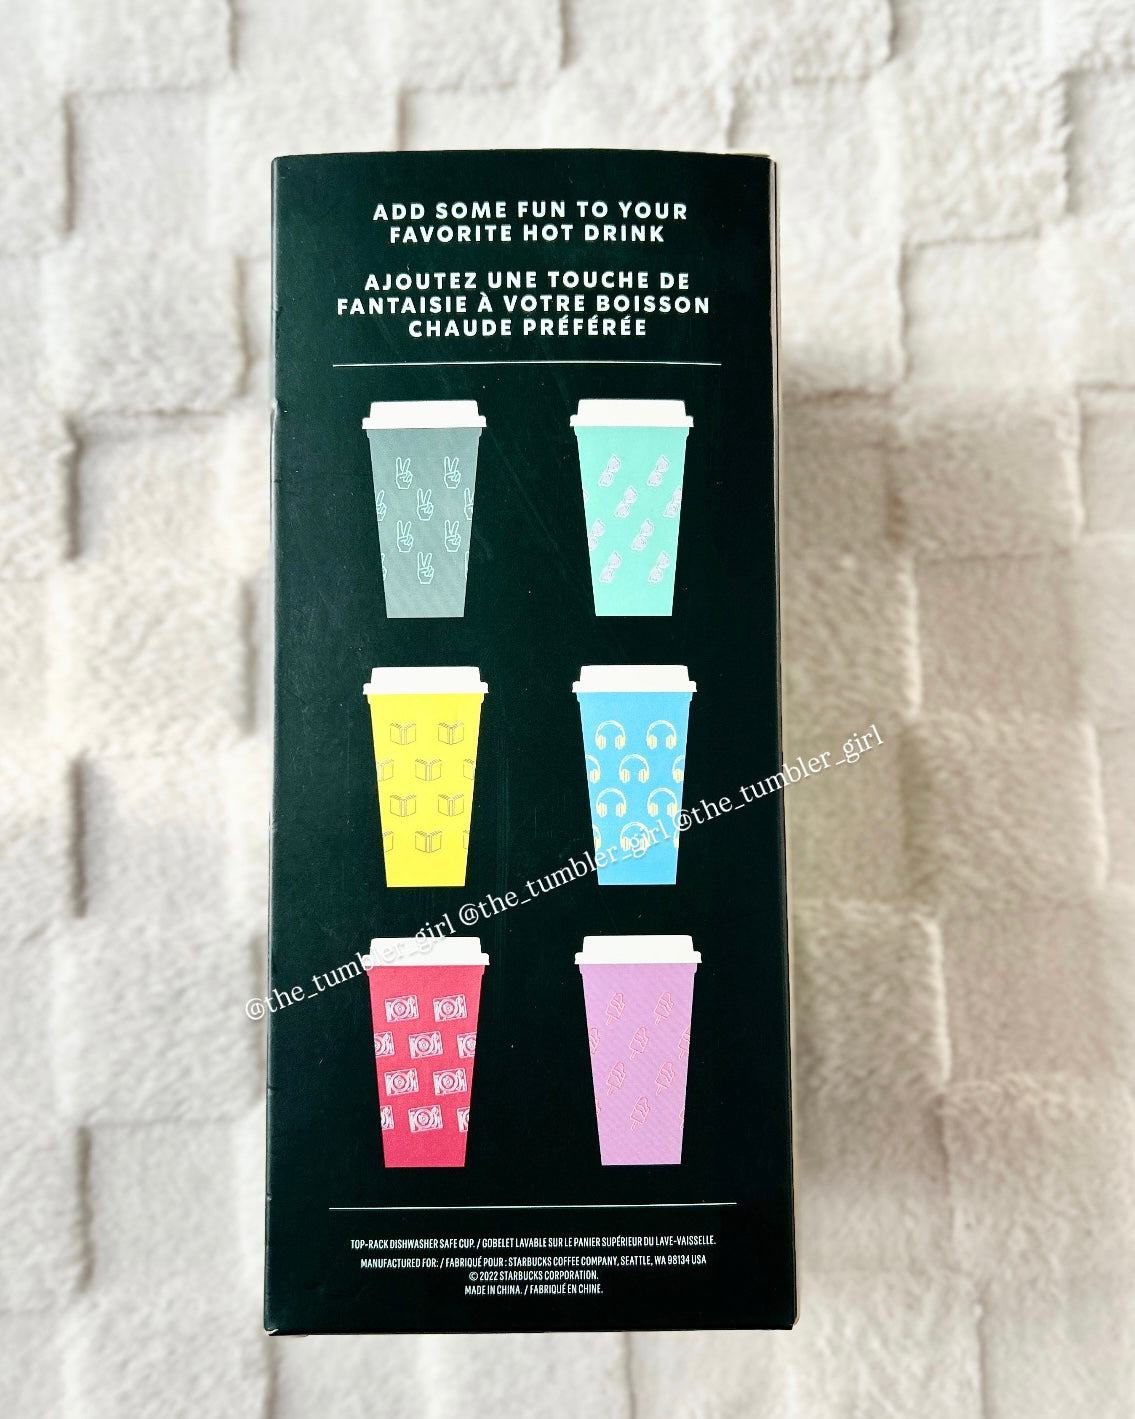 ADD SOME FUN TO YOUR
FAVORITE HOT DRINK
AJOUTEZ UNE TOUCHE DE
FANTAISIE À VOTRE BOISSON
CHAUDE PRÉFÉRÉE
@the_tumbler_girl @the_tumbler_girl @the_tumbler_girl
TOP-RACK DISHWASHER SAFE CUP. / GOBELET LAVABLE SUR LE PANIER SUPÉRIEUR DU LAVE-VAISSELLE.
MANUFACTURED FOR: / FABRIQUÉ POUR : STARBUCKS COFFEE COMPANY, SEATTLE, WA 98134 USA
© 2022 STARBUCKS CORPORATION.
MADE IN CHINA. / FABRIQUÉ EN CHINE.